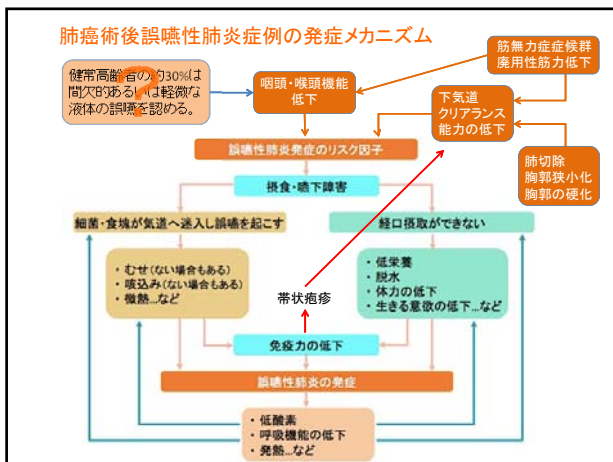 肺癌術後誤嚥性肺炎症例の発症メカニズム
健常高齢者の約30%は
間欠的あるいは軽微な
液体の誤嚥を認める。
?
咽頭・喉頭機能
低下
筋無力症症候群
廃用性筋力低下
下気道
クリアランス
能力の低下
肺切除
胸郭狭小化
胸郭の硬化
誤嚥性肺炎発症のリスク因子
摂食・嚥下障害
細菌・食塊が気道へ迷入し誤嚥を起こす
経口摂取ができない
・むせ(ない場合もある)
・咳込み(ない場合もある)
・微熱…など
帯状疱疹
・低栄養
・脱水
・体力の低下
・生きる意欲の低下…など
免疫力の低下
誤嚥性肺炎の発症
・低酸素
・呼吸機能の低下
・発熱…など